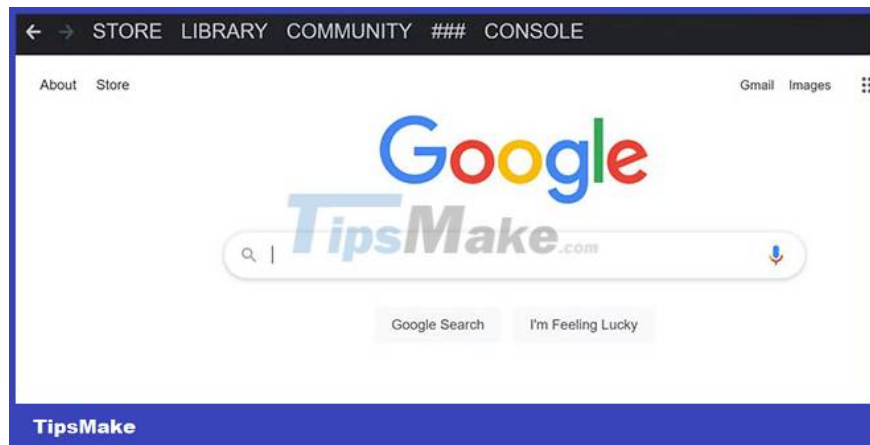 STORE LIBRARY COMMUNITY ### CONSOLE
About Store Gmail Images
Google
TipsMake.com
Google Search I'm Feeling Lucky
TipsMake